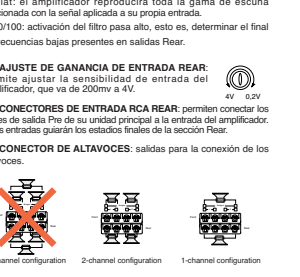 flat: el amplificador reproducirá toda la gama de escuna
cionada con la señal aplicada a su propia entrada.
0/100: activación del filtro pasa alto, esto es, determinar el final
recuencias bajas presentes en salidas Rear.
AJUSTE DE GANANCIA DE ENTRADA REAR:
mite ajustar la sensibilidad de entrada del
lificador, que va de 200mv a 4V.
4V 0,2V
CONECTORES DE ENTRADA RCA REAR: permiten conectar los
es de salida Pre de su unidad principal a la entrada del amplificador.
s entradas guiarán los estadios finales de la sección Rear.
CONECTOR DE ALTAVOCES: salidas para la conexión de los
voces.
annel configuration 2-channel configuration 1-channel configuration